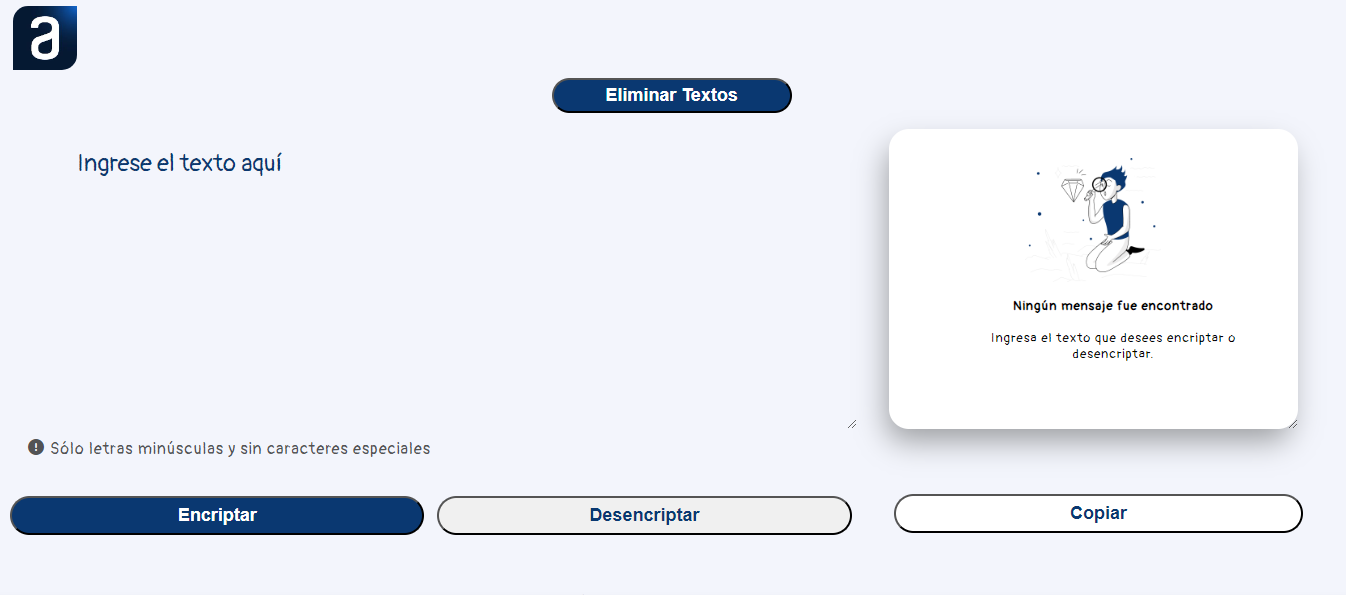 a
Eliminar Textos
Ingrese el texto aquí
Ningún mensaje fue encontrado
Ingresa el texto que desees encriptar o
desencriptar.
! Sólo letras minúsculas y sin caracteres especiales
Encriptar
Desencriptar
Copiar